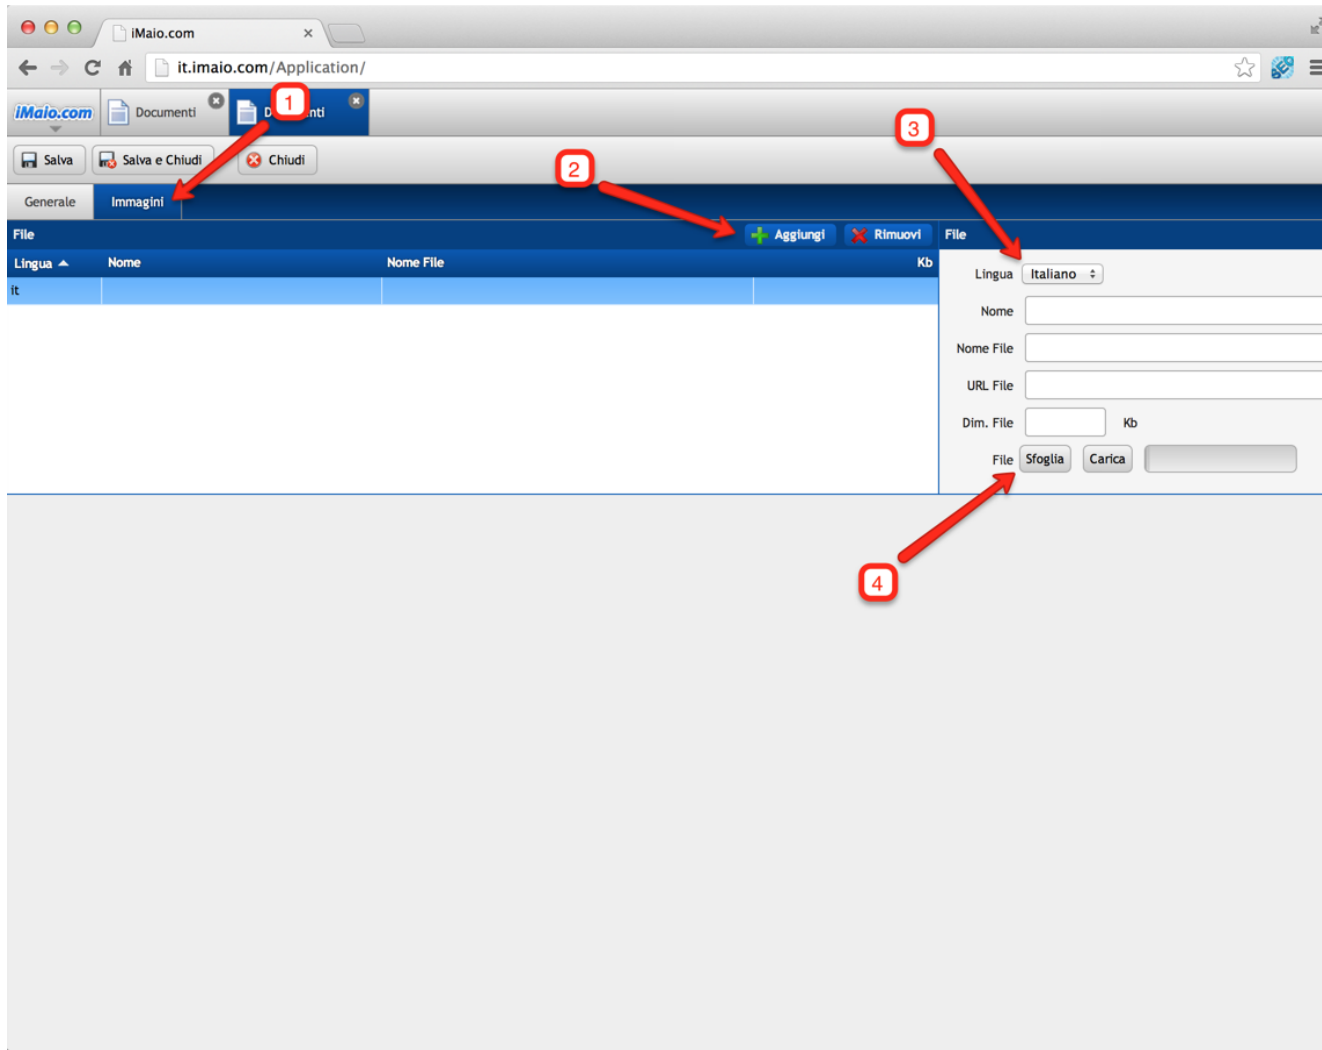 iMaio.com
it.imaio.com/Application/
iMaio.com Documenti
1
3
Salva Salva e Chiudi Chiudi
2
Generale Immagini
File Aggiungi Rimuovi File
Lingua Nome Nome File Kb
it
Lingua Italiano
Nome
Nome File
URL File
Dim. File Kb
File Sfoglia Carica
4